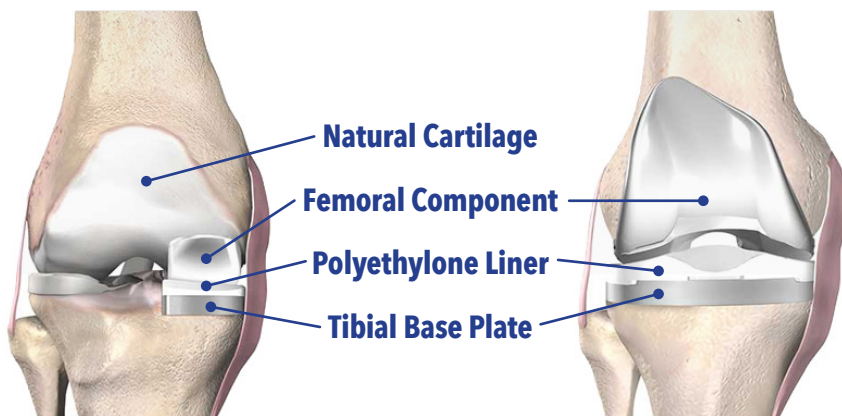 Natural Cartilage
Femoral Component
Polyethylone Liner
Tibial Base Plate